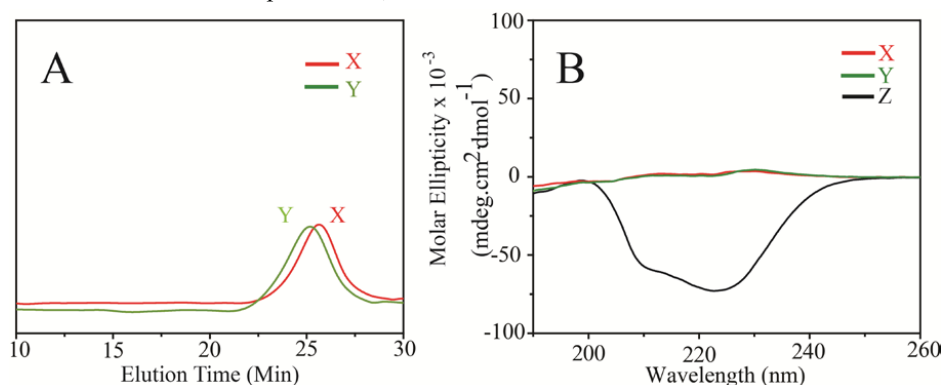 A
X
Y
Y X
10 15 20 25 30
Elution Time (Min)
B
X
Y
Z
Molar Ellipticity x 10⁻³
(mdeg.cm²dmol⁻¹)
100
50
0
-50
-100
200 220 240 260
Wavelength (nm)